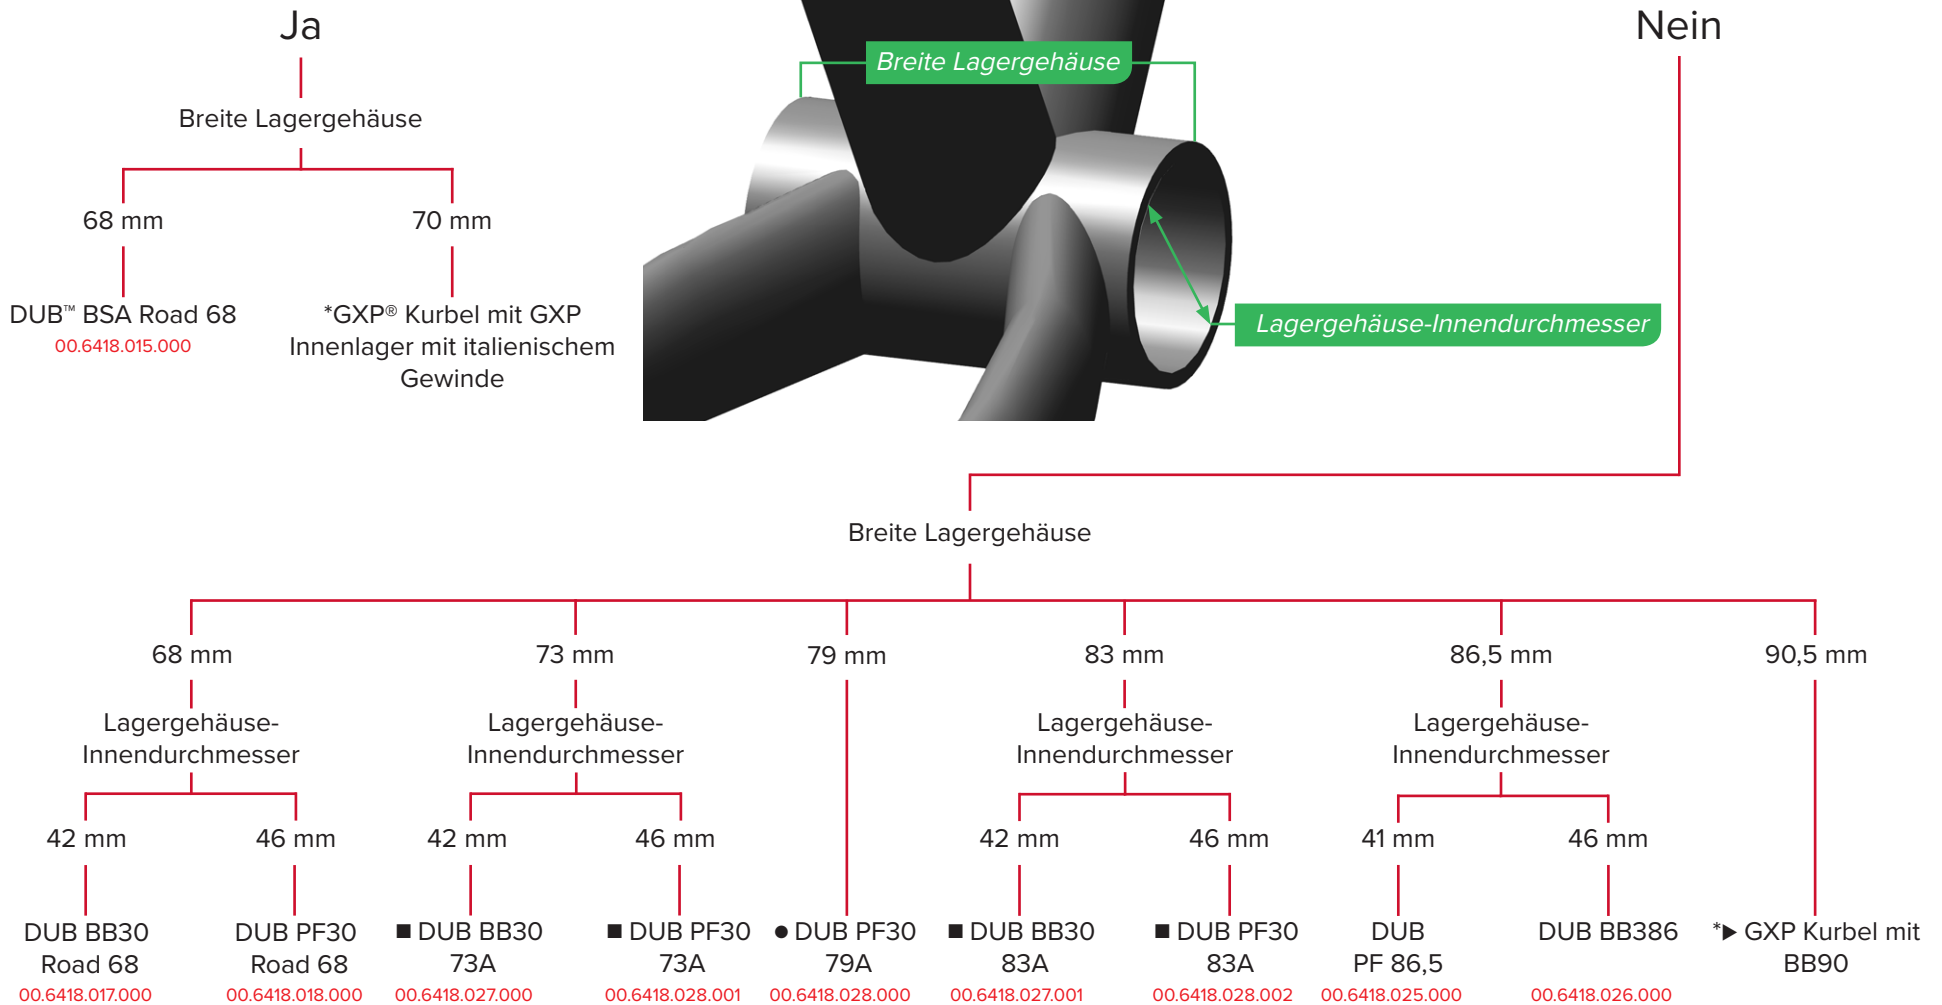 Ja
Nein
Breite Lagergehäuse
Breite Lagergehäuse
68 mm
70 mm
DUB™ BSA Road 68
00.6418.015.000
*GXP® Kurbel mit GXP
Innenlager mit italienischem
Gewinde
Lagergehäuse-Innendurchmesser
Breite Lagergehäuse
68 mm
73 mm
79 mm
83 mm
86,5 mm
90,5 mm
Lagergehäuse-
Innendurchmesser
Lagergehäuse-
Innendurchmesser
Lagergehäuse-
Innendurchmesser
Lagergehäuse-
Innendurchmesser
42 mm
46 mm
42 mm
46 mm
42 mm
46 mm
41 mm
46 mm
DUB BB30
Road 68
00.6418.017.000
DUB PF30
Road 68
00.6418.018.000
■ DUB BB30
73A
00.6418.027.000
■ DUB PF30
73A
00.6418.028.001
● DUB PF30
79A
00.6418.028.000
■ DUB BB30
83A
00.6418.027.001
■ DUB PF30
83A
00.6418.028.002
DUB
PF 86,5
00.6418.025.000
DUB BB386
00.6418.026.000
*▶ GXP Kurbel mit
BB90